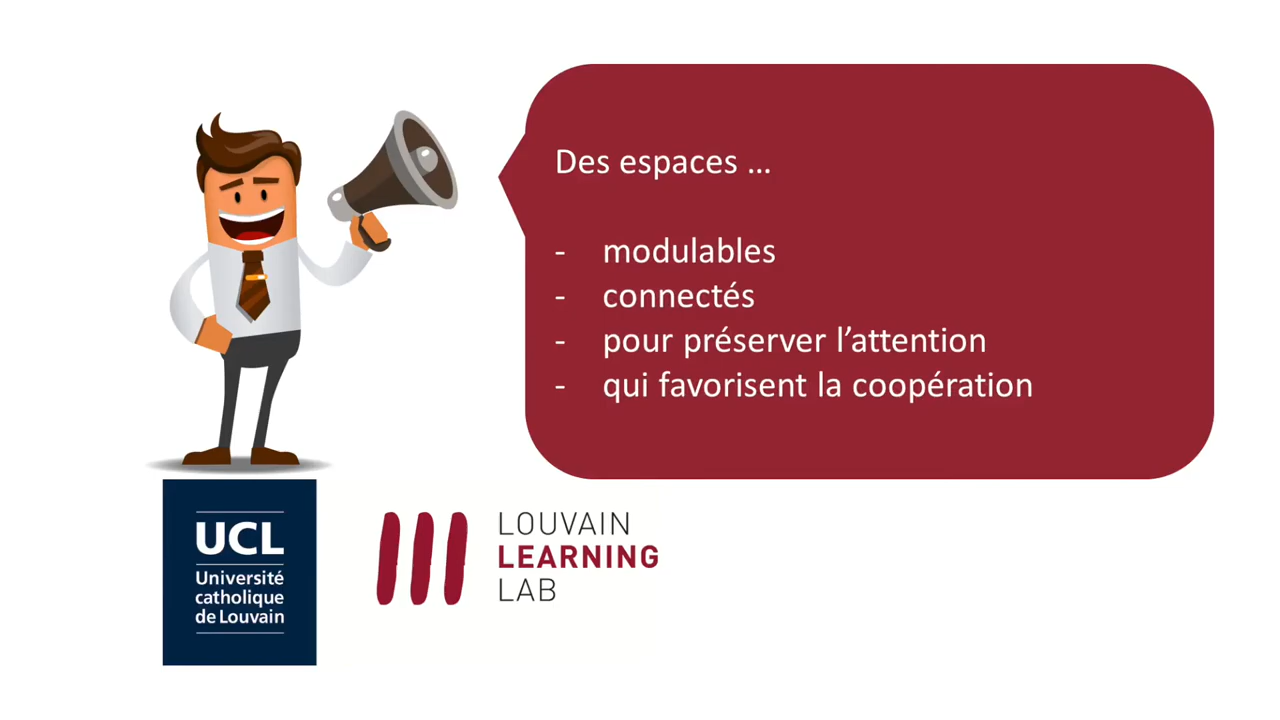 Des espaces ...
- modulables
- connectés
- pour préserver l’attention
- qui favorisent la coopération
UCL
Université
catholique
de Louvain
LOUVAIN
LEARNING
LAB